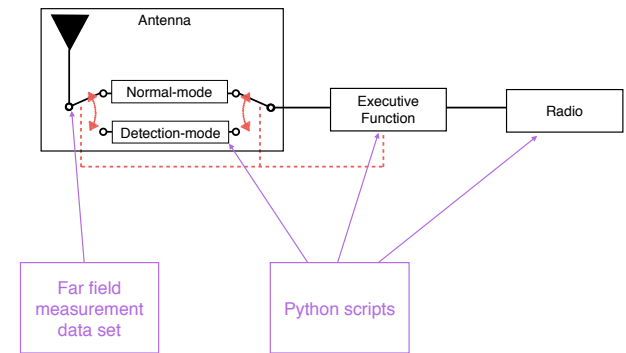 Antenna
Normal-mode
Detection-mode
Executive
Function
Radio
Far field
measurement
data set
Python scripts